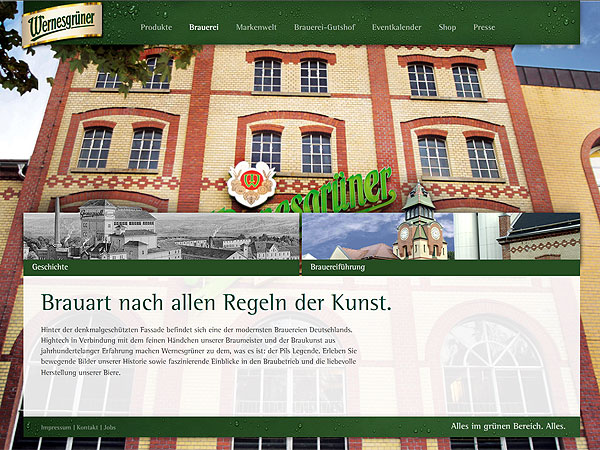 Wernesgrüner
Produkte Brauerei Markenwelt Brauerei-Gutshof Eventkalender Shop Presse
Wernesgrüner
Geschichte Brauereiführung
Brauart nach allen Regeln der Kunst.
Hinter der denkmalgeschützten Fassade befindet sich eine der modernsten Brauereien Deutschlands.
Hightech in Verbindung mit dem feinen Händchen unserer Braumeister und der Braukunst aus
jahrhundertelanger Erfahrung machen Wernesgrüner zu dem, was es ist: der Pils Legende. Erleben Sie
bewegende Bilder unserer Historie sowie faszinierende Einblicke in den Braubetrieb und die liebevolle
Herstellung unserer Biere.
Impressum | Kontakt | Jobs Alles im grünen Bereich. Alles.